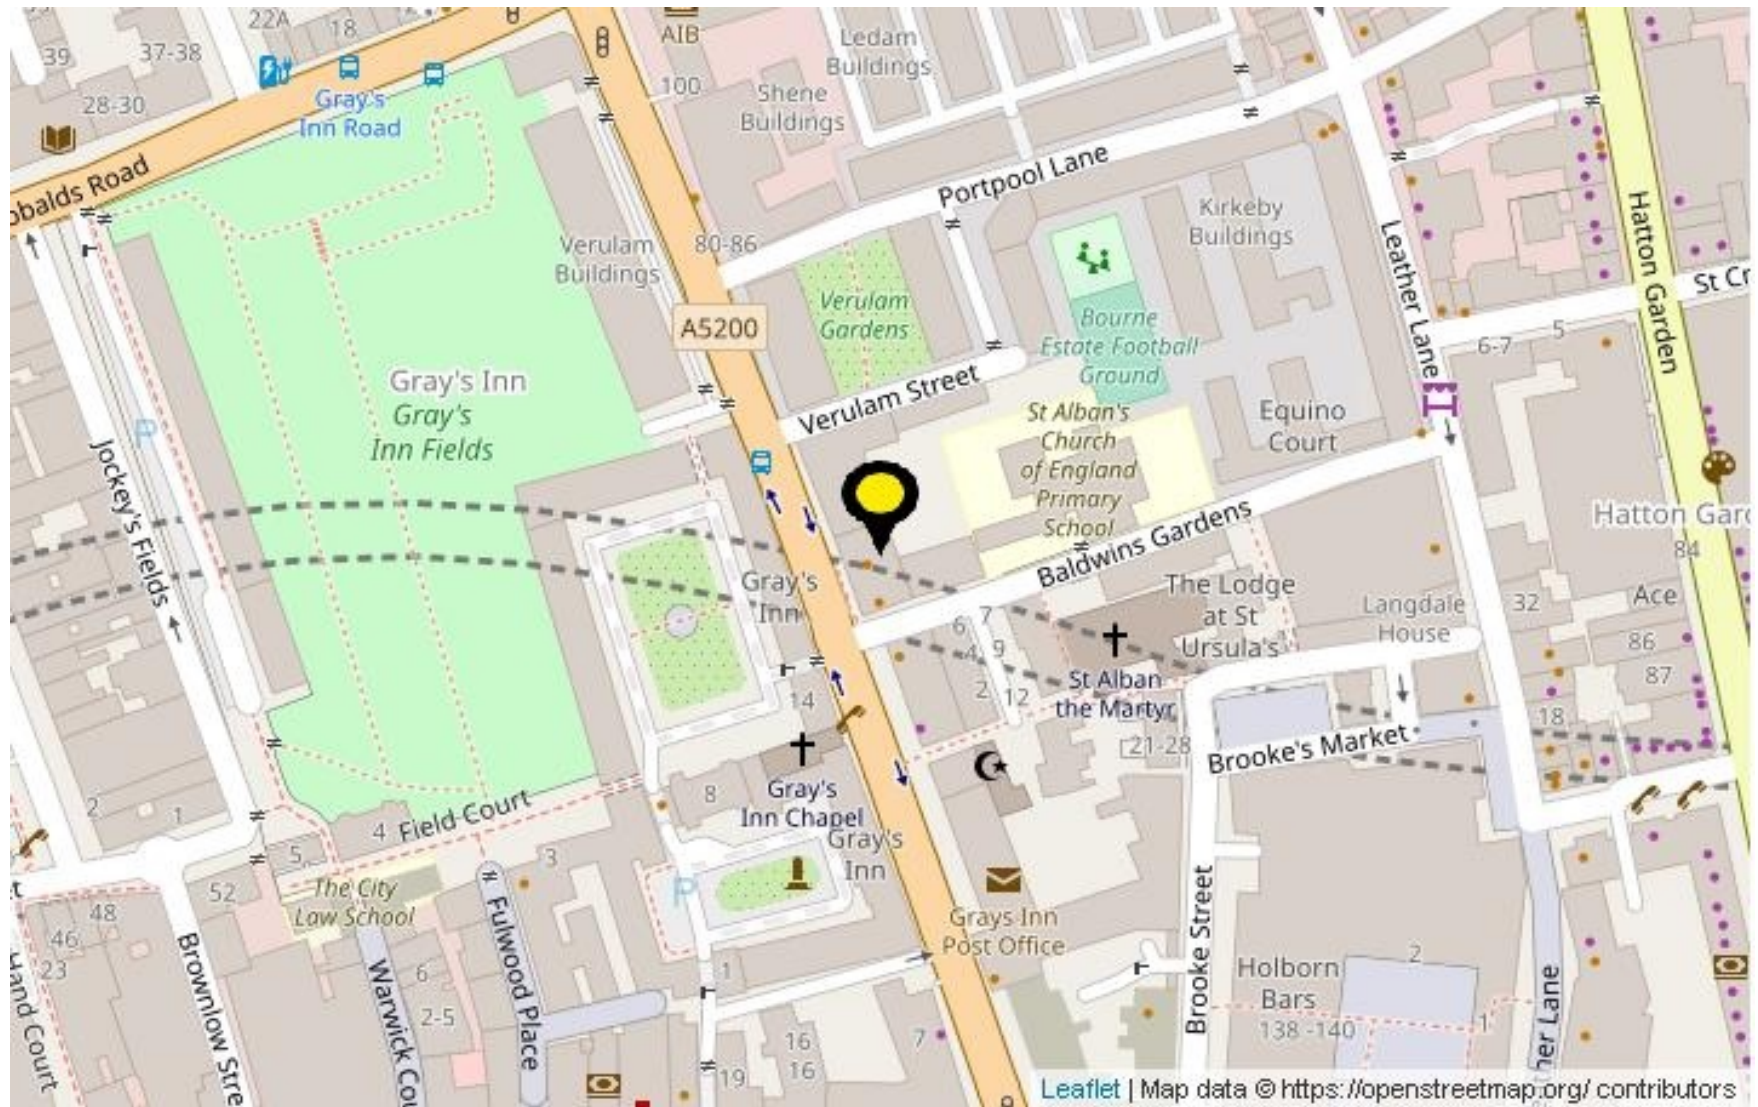 22A
18
39
37-38
28-30
Gray's
Inn Road
AIB
100
Ledam
Buildings
Shene
Buildings
Portpool Lane
obalds Road
Verulam
Buildings
80-86
Verulam
Gardens
Kirkeby
Buildings
Leather Lane
Hatton Garden
St Cr
5
6-7
A5200
Bourne
Estate Football
Ground
Gray's Inn
Gray's
Inn Fields
Verulam Street
St Alban's
Church
of England
Primary
School
Equino
Court
P
Jockey's Fields
Baldwins Gardens
Hatton Gard
84
Gray's
Inn
The Lodge
at St
Ursula's
Langdale
House
32
Ace
86
87
6
7
4
9
2
12
St Alban
the Martyr
21-28
14
18
Brooke's Market
Gray's
Inn Chapel
8
Gray's
Inn
2
1
4
Field Court
5
3
52
The City
Law School
48
46
23
Hand Court
Brownlow Stre
Warwick Cou
Fulwood Place
6
2-5
P
Grays Inn
Post Office
Brooke Street
1
16
16
19
7
Holborn
Bars
138 -140
2
1
ther Lane
Leaflet | Map data © https://openstreetmap.org/ contributors